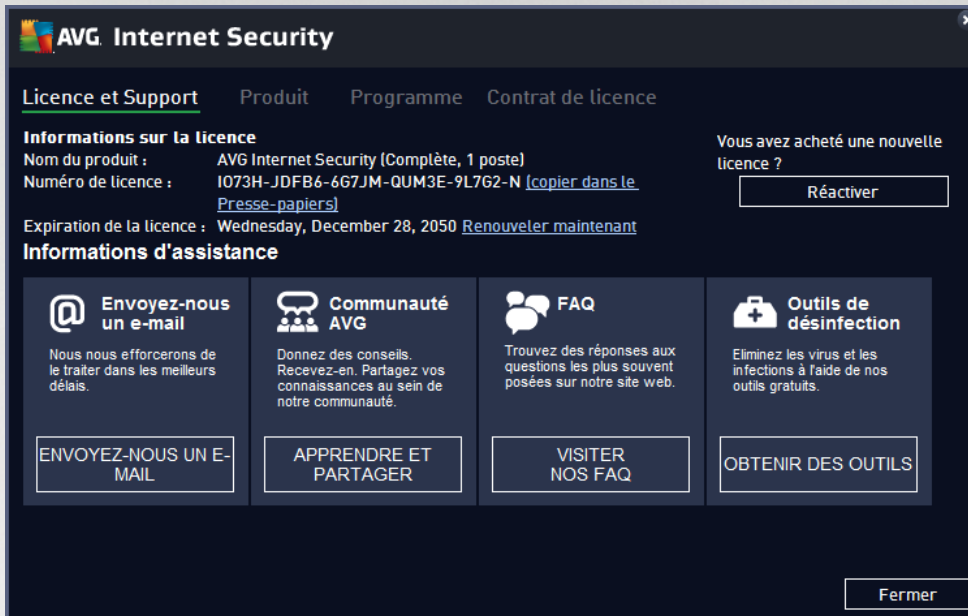 AVG. Internet Security
Licence et Support
Produit
Programme
Contrat de licence
Informations sur la licence
Nom du produit : AVG Internet Security (Complète, 1 poste)
Numéro de licence : IO73H-JDFB6-6G7JM-QUM3E-9L7G2-N (copier dans le
Presse-papiers)
Expiration de la licence : Wednesday, December 28, 2050 Renouveler maintenant
Vous avez acheté une nouvelle
licence ?
Réactiver
Informations d'assistance
Envoyez-nous
un e-mail
Nous nous efforcerons de
le traiter dans les meilleurs
délais.
ENVOYEZ-NOUS UN E-
MAIL
Communauté
AVG
Donnez des conseils.
Recevez-en. Partagez vos
connaissances au sein de
notre communauté.
APPRENDRE ET
PARTAGER
FAQ
Trouvez des réponses aux
questions les plus souvent
posées sur notre site web.
VISITER
NOS FAQ
Outils de
désinfection
Eliminez les virus et les
infections à l'aide de nos
outils gratuits.
OBTENIR DES OUTILS
Fermer